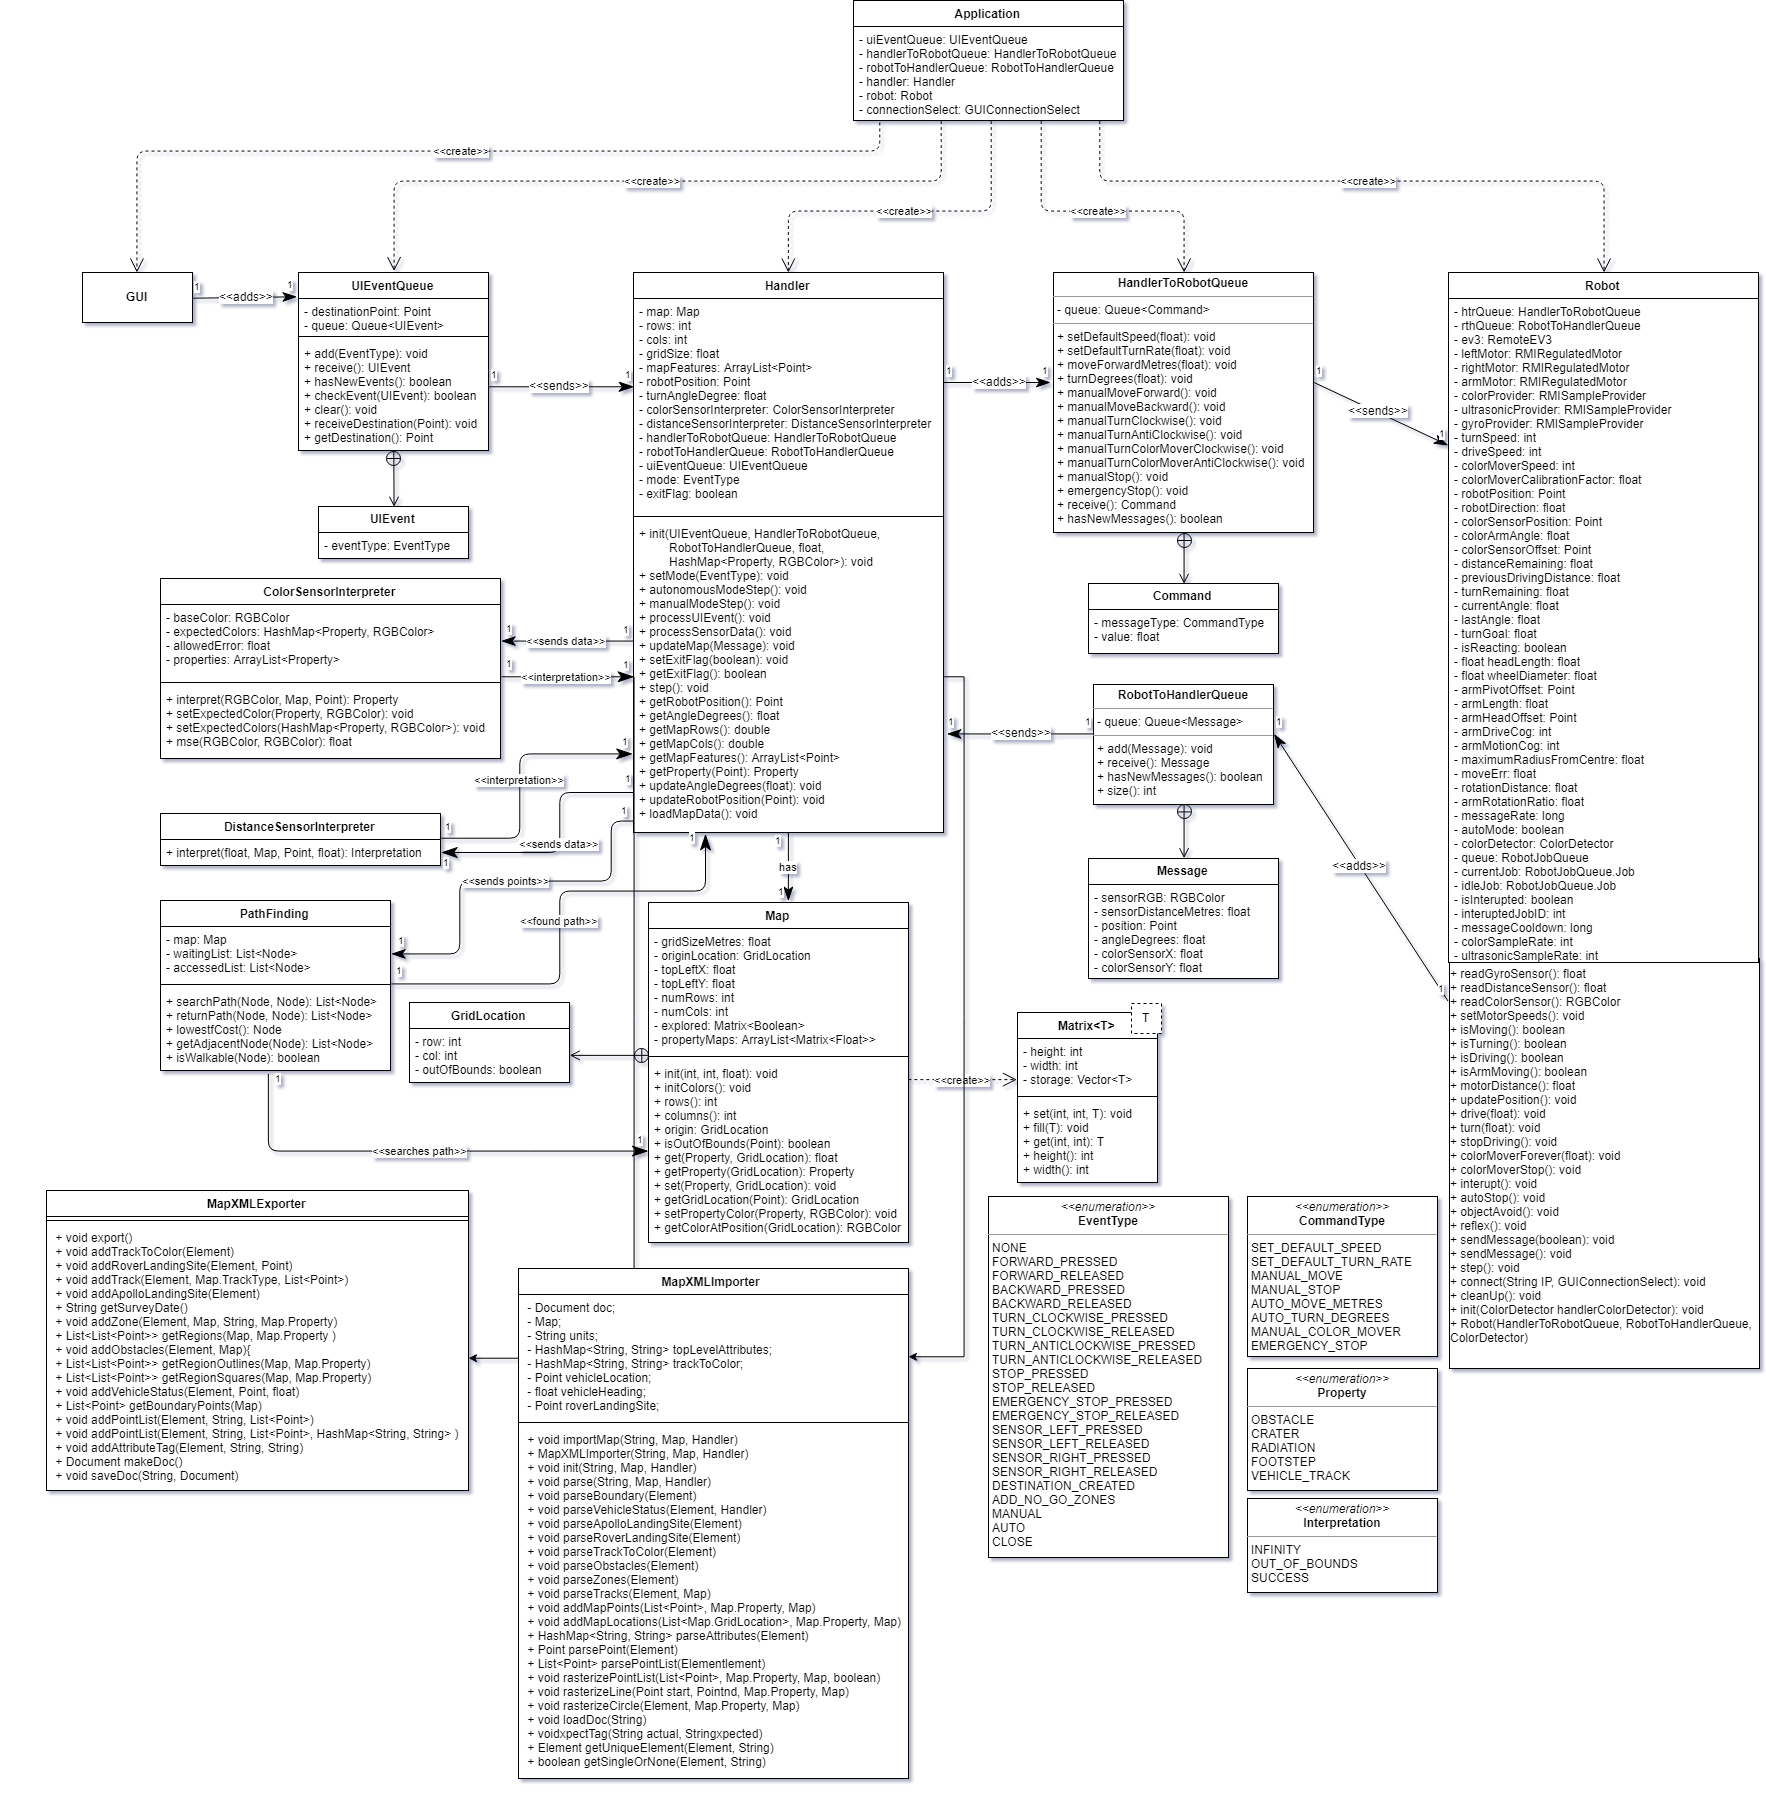 Application
- uiEventQueue: UIEventQueue
- handlerToRobotQueue: HandlerToRobotQueue
- robotToHandlerQueue: RobotToHandlerQueue
- handler: Handler
- robot: Robot
- connectionSelect: GUIConnectionSelect
<<create>>
<<create>>
<<create>>
<<create>>
<<create>>
GUI
1
<<adds>>
1
UIEventQueue
- destinationPoint: Point
- queue: Queue<UIEvent>
+ add(EventType): void
+ receive(): UIEvent
+ hasNewEvents(): boolean
+ checkEvent(UIEvent): boolean
+ clear(): void
+ receiveDestination(Point): void
+ getDestination(): Point
1
<<sends>>
1
UIEvent
- eventType: EventType
Handler
- map: Map
- rows: int
- cols: int
- gridSize: float
- mapFeatures: ArrayList<Point>
- robotPosition: Point
- turnAngleDegree: float
- colorSensorInterpreter: ColorSensorInterpreter
- distanceSensorInterpreter: DistanceSensorInterpreter
- handlerToRobotQueue: HandlerToRobotQueue
- robotToHandlerQueue: RobotToHandlerQueue
- uiEventQueue: UIEventQueue
- mode: EventType
- exitFlag: boolean
+ init(UIEventQueue, HandlerToRobotQueue,
RobotToHandlerQueue, float,
HashMap<Property, RGBColor>): void
+ setMode(EventType): void
+ autonomousModeStep(): void
+ manualModeStep(): void
+ processUIEvent(): void
+ processSensorData(): void
+ updateMap(Message): void
+ setExitFlag(boolean): void
+ getExitFlag(): boolean
+ step(): void
+ getRobotPosition(): Point
+ getAngleDegrees(): float
+ getMapRows(): double
+ getMapCols(): double
+ getMapFeatures(): ArrayList<Point>
+ getProperty(Point): Property
+ updateAngleDegrees(float): void
+ updateRobotPosition(Point): void
+ loadMapData(): void
1
<<adds>>
1
HandlerToRobotQueue
- queue: Queue<Command>
+ setDefaultSpeed(float): void
+ setDefaultTurnRate(float): void
+ moveForwardMetres(float): void
+ turnDegrees(float): void
+ manualMoveForward(): void
+ manualMoveBackward(): void
+ manualTurnClockwise(): void
+ manualTurnAntiClockwise(): void
+ manualTurnColorMoverClockwise(): void
+ manualTurnColorMoverAntiClockwise(): void
+ manualStop(): void
+ emergencyStop(): void
+ receive(): Command
+ hasNewMessages(): boolean
1
<<sends>>
1
Command
- messageType: CommandType
- value: float
Robot
- htrQueue: HandlerToRobotQueue
- rthQueue: RobotToHandlerQueue
- ev3: RemoteEV3
- leftMotor: RMIRegulatedMotor
- rightMotor: RMIRegulatedMotor
- armMotor: RMIRegulatedMotor
- colorProvider: RMISampleProvider
- ultrasonicProvider: RMISampleProvider
- gyroProvider: RMISampleProvider
- turnSpeed: int
- driveSpeed: int
- colorMoverSpeed: int
- colorMoverCalibrationFactor: float
- robotPosition: Point
- robotDirection: float
- colorSensorPosition: Point
- colorArmAngle: float
- colorSensorOffset: Point
- distanceRemaining: float
- previousDrivingDistance: float
- turnRemaining: float
- currentAngle: float
- lastAngle: float
- turnGoal: float
- isReacting: boolean
- float headLength: float
- float wheelDiameter: float
- armPivotOffset: Point
- armLength: float
- armHeadOffset: Point
- armDriveCog: int
- armMotionCog: int
- maximumRadiusFromCentre: float
- moveErr: float
- rotationDistance: float
- armRotationRatio: float
- messageRate: long
- autoMode: boolean
- colorDetector: ColorDetector
- queue: RobotJobQueue
- currentJob: RobotJobQueue.Job
- idleJob: RobotJobQueue.Job
- isInterupted: boolean
- interuptedJobID: int
- messageCooldown: long
- colorSampleRate: int
- ultrasonicSampleRate: int
+ readGyroSensor(): float
+ readDistanceSensor(): float
+ readColorSensor(): RGBColor
+ setMotorSpeeds(): void
+ isMoving(): boolean
+ isTurning(): boolean
+ isDriving(): boolean
+ isArmMoving(): boolean
+ motorDistance(): float
+ updatePosition(): void
+ drive(float): void
+ turn(float): void
+ stopDriving(): void
+ colorMoverForever(float): void
+ colorMoverStop(): void
+ interupt(): void
+ autoStop(): void
+ objectAvoid(): void
+ reflex(): void
+ sendMessage(boolean): void
+ sendMessage(): void
+ step(): void
+ connect(String IP, GUIConnectionSelect): void
+ cleanUp(): void
+ init(ColorDetector handlerColorDetector): void
+ Robot(HandlerToRobotQueue, RobotToHandlerQueue,
ColorDetector)
ColorSensorInterpreter
- baseColor: RGBColor
- expectedColors: HashMap<Property, RGBColor>
- allowedError: float
- properties: ArrayList<Property>
+ interpret(RGBColor, Map, Point): Property
+ setExpectedColor(Property, RGBColor): void
+ setExpectedColors(HashMap<Property, RGBColor>): void
+ mse(RGBColor, RGBColor): float
1
<<sends data>>
1
1
<<interpretation>>
1
RobotToHandlerQueue
- queue: Queue<Message>
+ add(Message): void
+ receive(): Message
+ hasNewMessages(): boolean
+ size(): int
1
<<sends>>
1
1
<<adds>>
1
Message
- sensorRGB: RGBColor
- sensorDistanceMetres: float
- position: Point
- angleDegrees: float
- colorSensorX: float
- colorSensorY: float
DistanceSensorInterpreter
+ interpret(float, Map, Point, float): Interpretation
1
<<interpretation>>
1
1
<<sends data>>
1
1
<<sends points>>
1
1
<<found path>>
1
1
has
1
PathFinding
- map: Map
- waitingList: List<Node>
- accessedList: List<Node>
+ searchPath(Node, Node): List<Node>
+ returnPath(Node, Node): List<Node>
+ lowestfCost(): Node
+ getAdjacentNode(Node): List<Node>
+ isWalkable(Node): boolean
1
<<searches path>>
1
GridLocation
- row: int
- col: int
- outOfBounds: boolean
Map
- gridSizeMetres: float
- originLocation: GridLocation
- topLeftX: float
- topLeftY: float
- numRows: int
- numCols: int
- explored: Matrix<Boolean>
- propertyMaps: ArrayList<Matrix<Float>>
+ init(int, int, float): void
+ initColors(): void
+ rows(): int
+ columns(): int
+ origin: GridLocation
+ isOutOfBounds(Point): boolean
+ get(Property, GridLocation): float
+ getProperty(GridLocation): Property
+ set(Property, GridLocation): void
+ getGridLocation(Point): GridLocation
+ setPropertyColor(Property, RGBColor): void
+ getColorAtPosition(GridLocation): RGBColor
<<create>>
Matrix<T>
T
- height: int
- width: int
- storage: Vector<T>
+ set(int, int, T): void
+ fill(T): void
+ get(int, int): T
+ height(): int
+ width(): int
MapXMLExporter
+ void export()
+ void addTrackToColor(Element)
+ void addRoverLandingSite(Element, Point)
+ void addTrack(Element, Map.TrackType, List<Point>)
+ void addApolloLandingSite(Element)
+ String getSurveyDate()
+ void addZone(Element, Map, String, Map.Property)
+ List<List<Point>> getRegions(Map, Map.Property )
+ void addObstacles(Element, Map){
+ List<List<Point>> getRegionOutlines(Map, Map.Property)
+ List<List<Point>> getRegionSquares(Map, Map.Property)
+ void addVehicleStatus(Element, Point, float)
+ List<Point> getBoundaryPoints(Map)
+ void addPointList(Element, String, List<Point>)
+ void addPointList(Element, String, List<Point>, HashMap<String, String> )
+ void addAttributeTag(Element, String, String)
+ Document makeDoc()
+ void saveDoc(String, Document)
MapXMLImporter
- Document doc;
- Map;
- String units;
- HashMap<String, String> topLevelAttributes;
- HashMap<String, String> trackToColor;
- Point vehicleLocation;
- float vehicleHeading;
- Point roverLandingSite;
+ void importMap(String, Map, Handler)
+ MapXMLImporter(String, Map, Handler)
+ void init(String, Map, Handler)
+ void parse(String, Map, Handler)
+ void parseBoundary(Element)
+ void parseVehicleStatus(Element, Handler)
+ void parseApolloLandingSite(Element)
+ void parseRoverLandingSite(Element)
+ void parseTrackToColor(Element)
+ void parseObstacles(Element)
+ void parseZones(Element)
+ void parseTracks(Element, Map)
+ void addMapPoints(List<Point>, Map.Property, Map)
+ void addMapLocations(List<Map.GridLocation>, Map.Property, Map)
+ HashMap<String, String> parseAttributes(Element)
+ Point parsePoint(Element)
+ List<Point> parsePointList(Elementlement)
+ void rasterizePointList(List<Point>, Map.Property, Map, boolean)
+ void rasterizeLine(Point start, Pointnd, Map.Property, Map)
+ void rasterizeCircle(Element, Map.Property, Map)
+ void loadDoc(String)
+ voidxpectTag(String actual, Stringxpected)
+ Element getUniqueElement(Element, String)
+ boolean getSingleOrNone(Element, String)
<<enumeration>>
EventType
NONE
FORWARD_PRESSED
FORWARD_RELEASED
BACKWARD_PRESSED
BACKWARD_RELEASED
TURN_CLOCKWISE_PRESSED
TURN_CLOCKWISE_RELEASED
TURN_ANTICLOCKWISE_PRESSED
TURN_ANTICLOCKWISE_RELEASED
STOP_PRESSED
STOP_RELEASED
EMERGENCY_STOP_PRESSED
EMERGENCY_STOP_RELEASED
SENSOR_LEFT_PRESSED
SENSOR_LEFT_RELEASED
SENSOR_RIGHT_PRESSED
SENSOR_RIGHT_RELEASED
DESTINATION_CREATED
ADD_NO_GO_ZONES
MANUAL
AUTO
CLOSE
<<enumeration>>
CommandType
SET_DEFAULT_SPEED
SET_DEFAULT_TURN_RATE
MANUAL_MOVE
MANUAL_STOP
AUTO_MOVE_METRES
AUTO_TURN_DEGREES
MANUAL_COLOR_MOVER
EMERGENCY_STOP
<<enumeration>>
Property
OBSTACLE
CRATER
RADIATION
FOOTSTEP
VEHICLE_TRACK
<<enumeration>>
Interpretation
INFINITY
OUT_OF_BOUNDS
SUCCESS